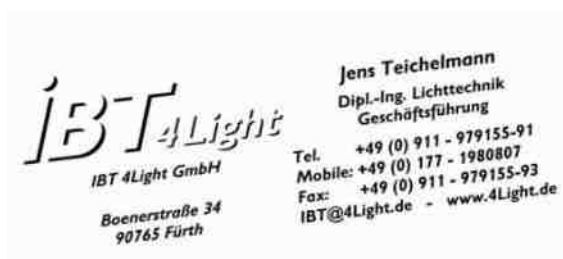 iBT 4Light
IBT 4Light GmbH
Boenerstraße 34
90765 Fürth
Jens Teichelmann
Dipl.-Ing. Lichttechnik
Geschäftsführung
Tel. +49 (0) 911 - 979155-91
Mobile: +49 (0) 177 - 1980807
Fax: +49 (0) 911 - 979155-93
IBT@4Light.de - www.4Light.de